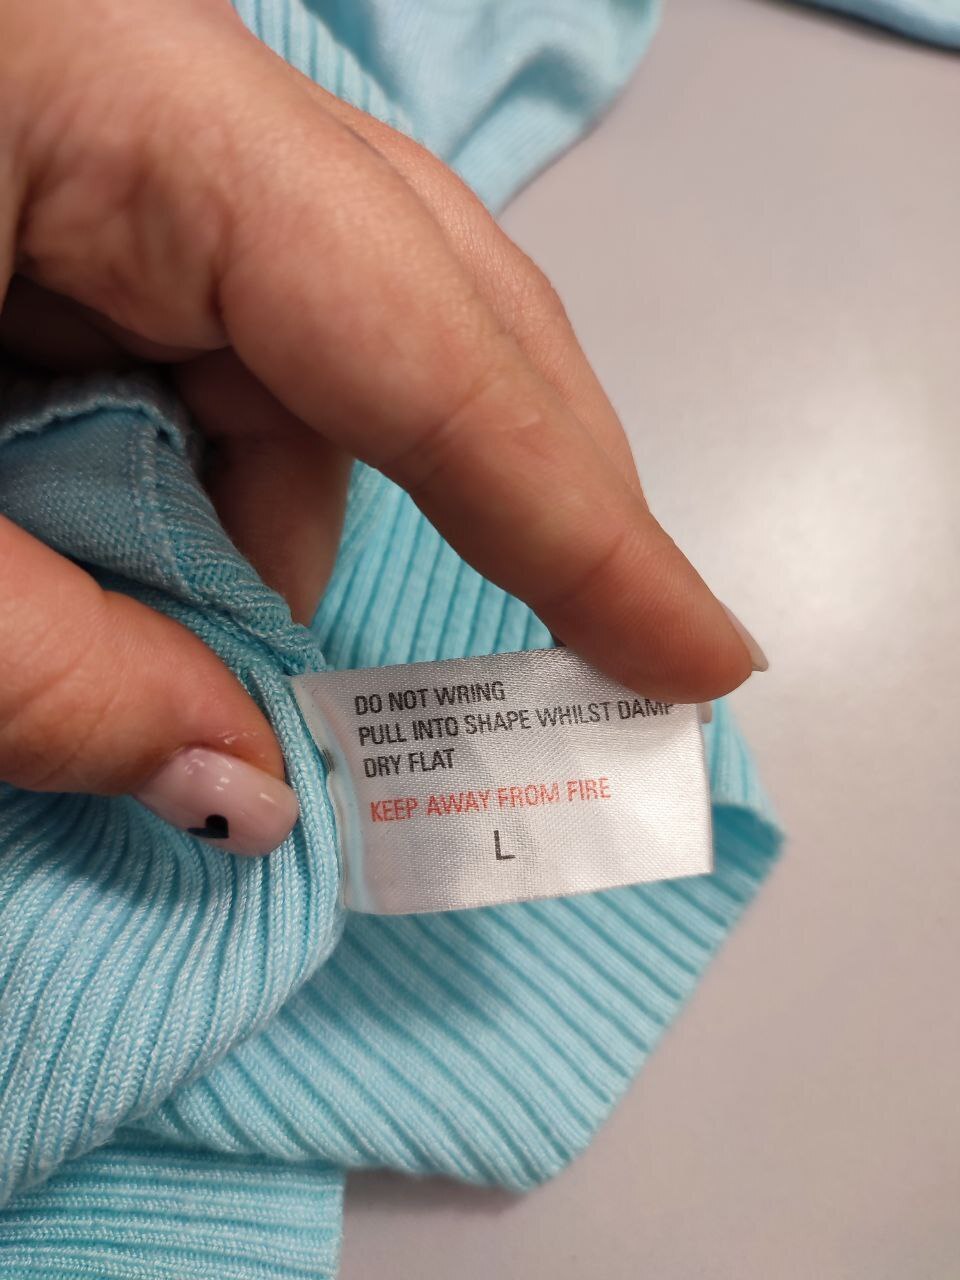 DO NOT WRING
PULL INTO SHAPE WHILST DAMP
DRY FLAT
KEEP AWAY FROM FIRE
L